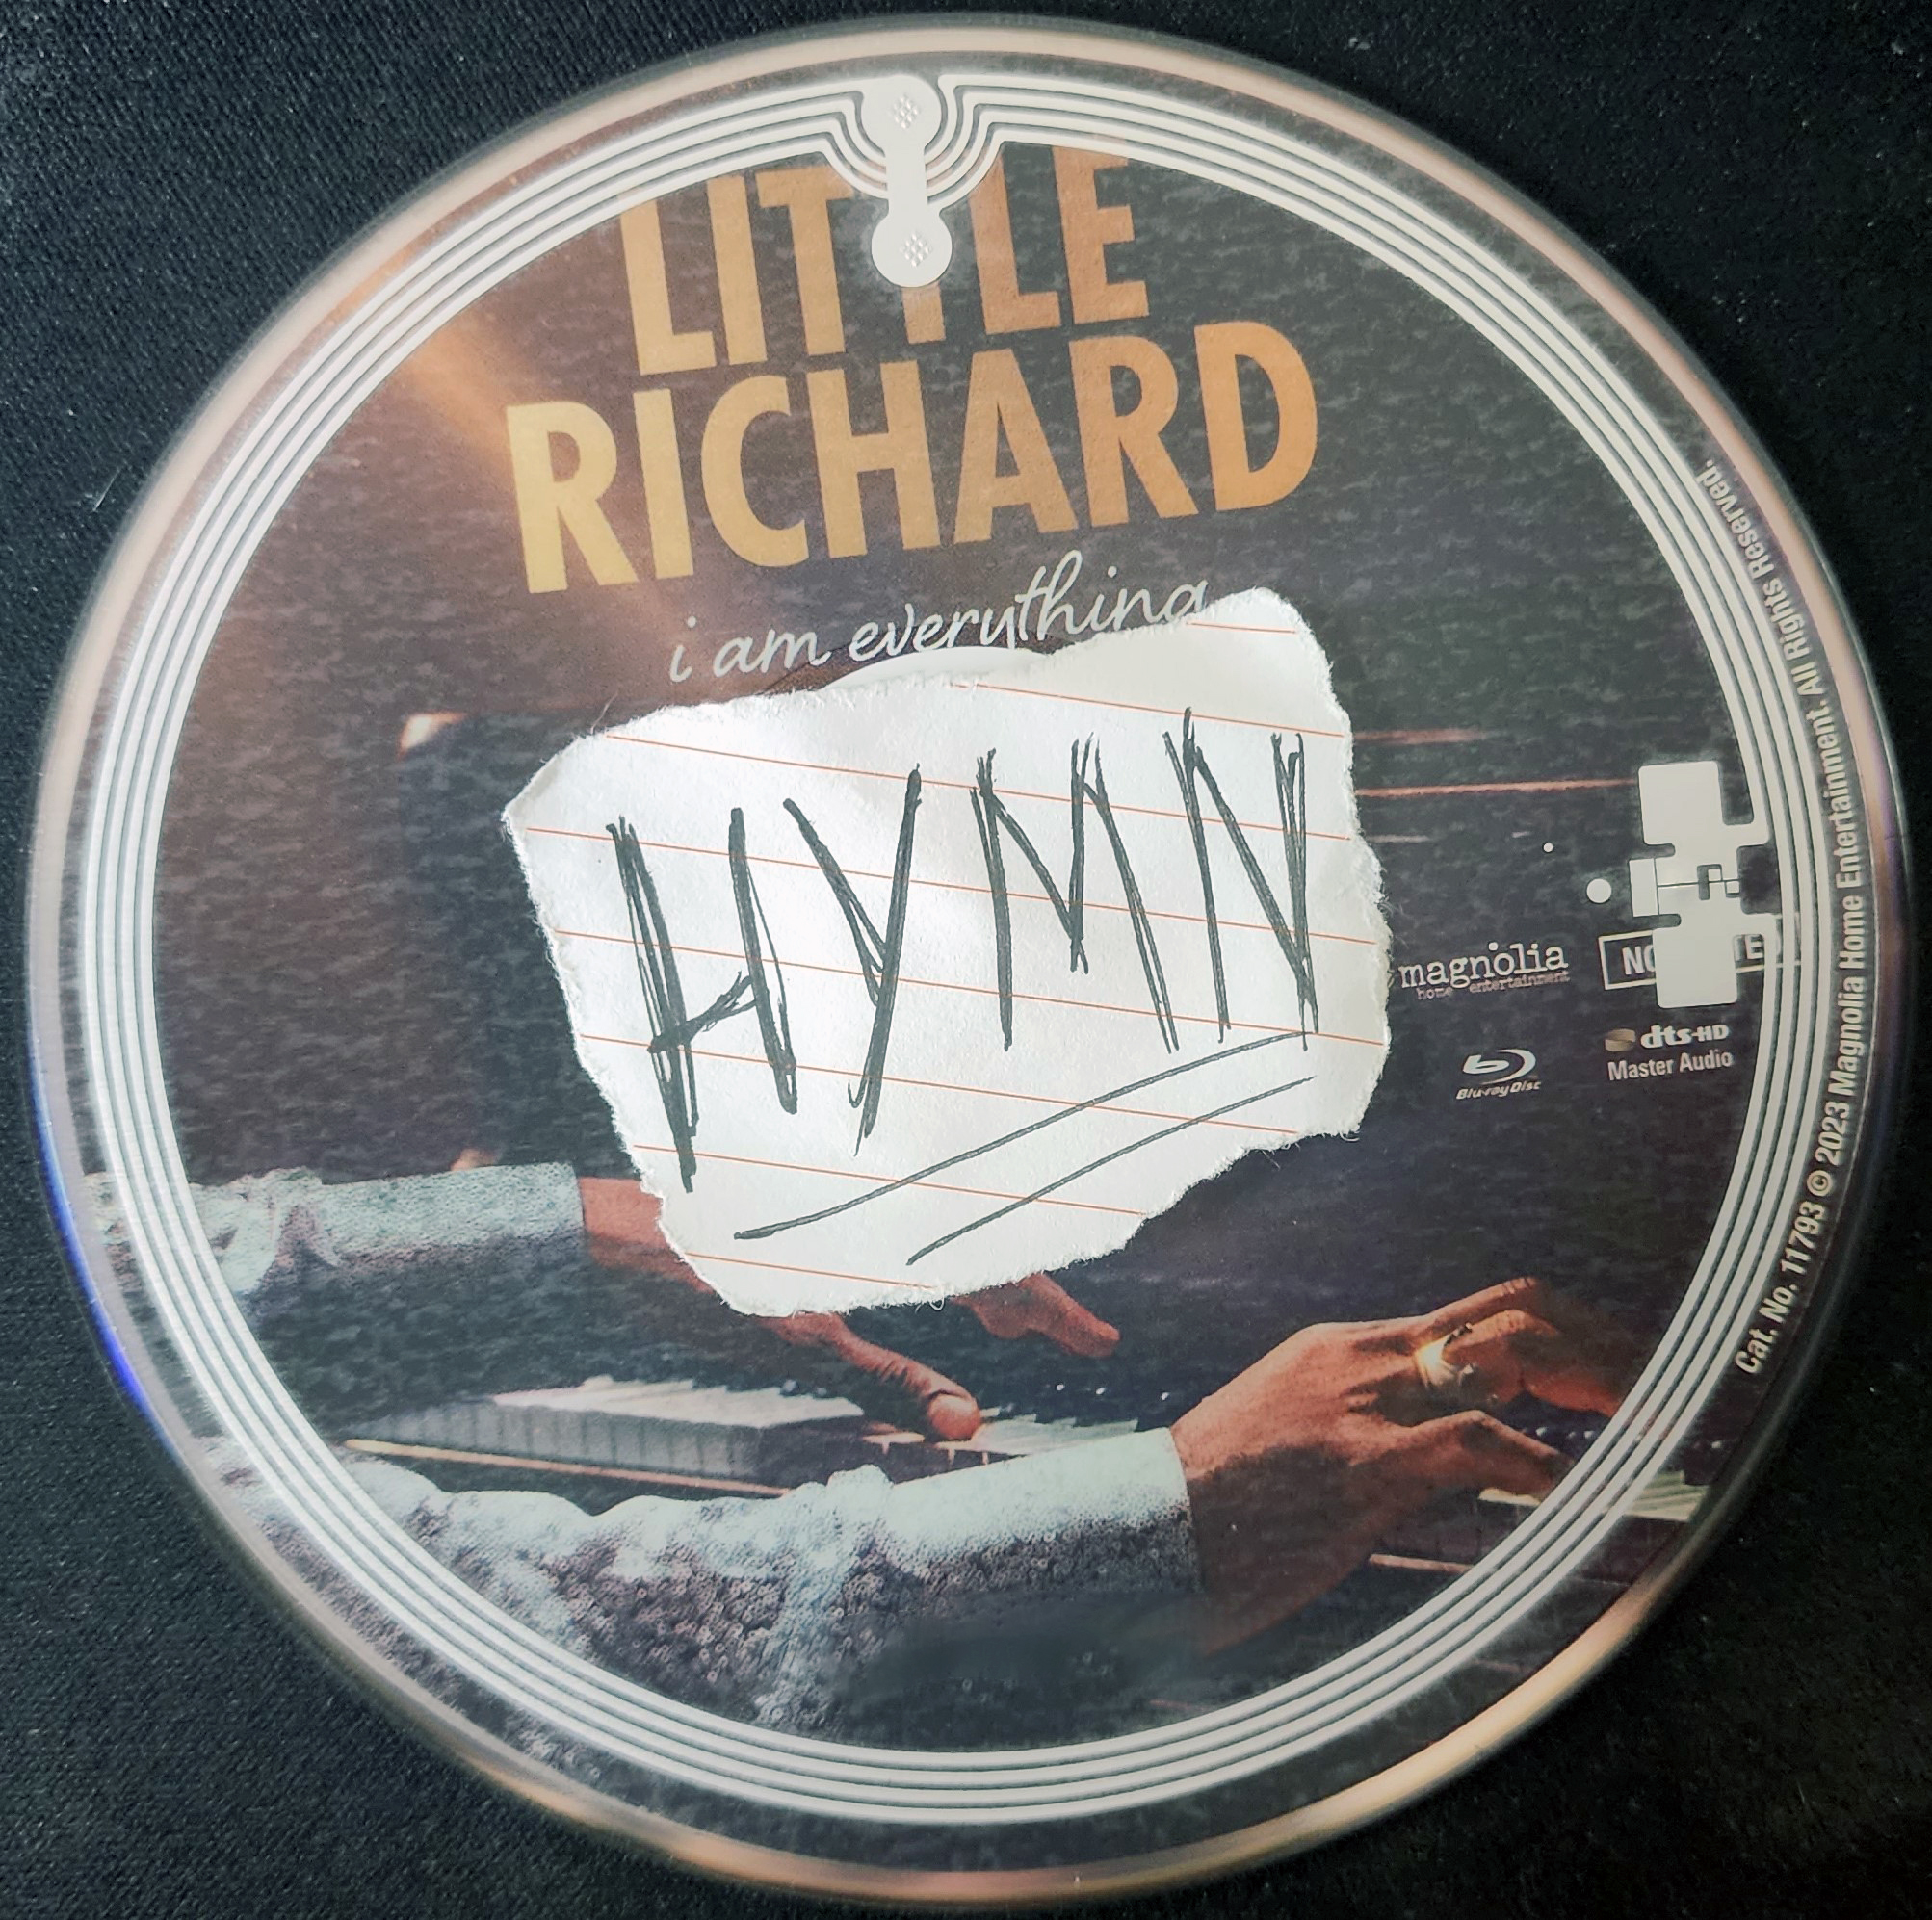 LITTLE
RICHARD
i am everything
HYMN
magnolia
home entertainment
Blu-ray Disc
dts-HD
Master Audio
Cat. No. 11793 © 2023 Magnolia Home Entertainment. All Rights Reserved.